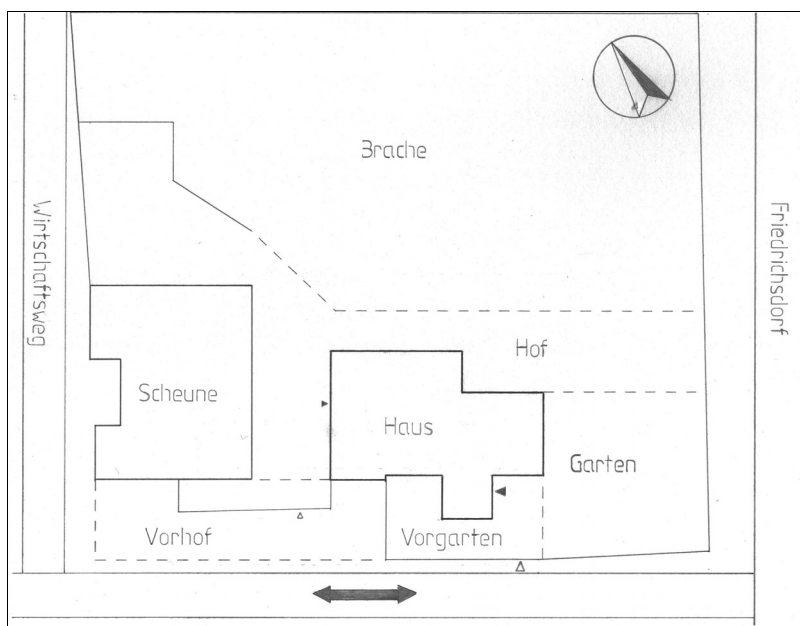 Brache
Wirtschaftsweg
Friedrichsdorf
Hof
Scheune
Haus
Garten
Vorhof
Vorgarten